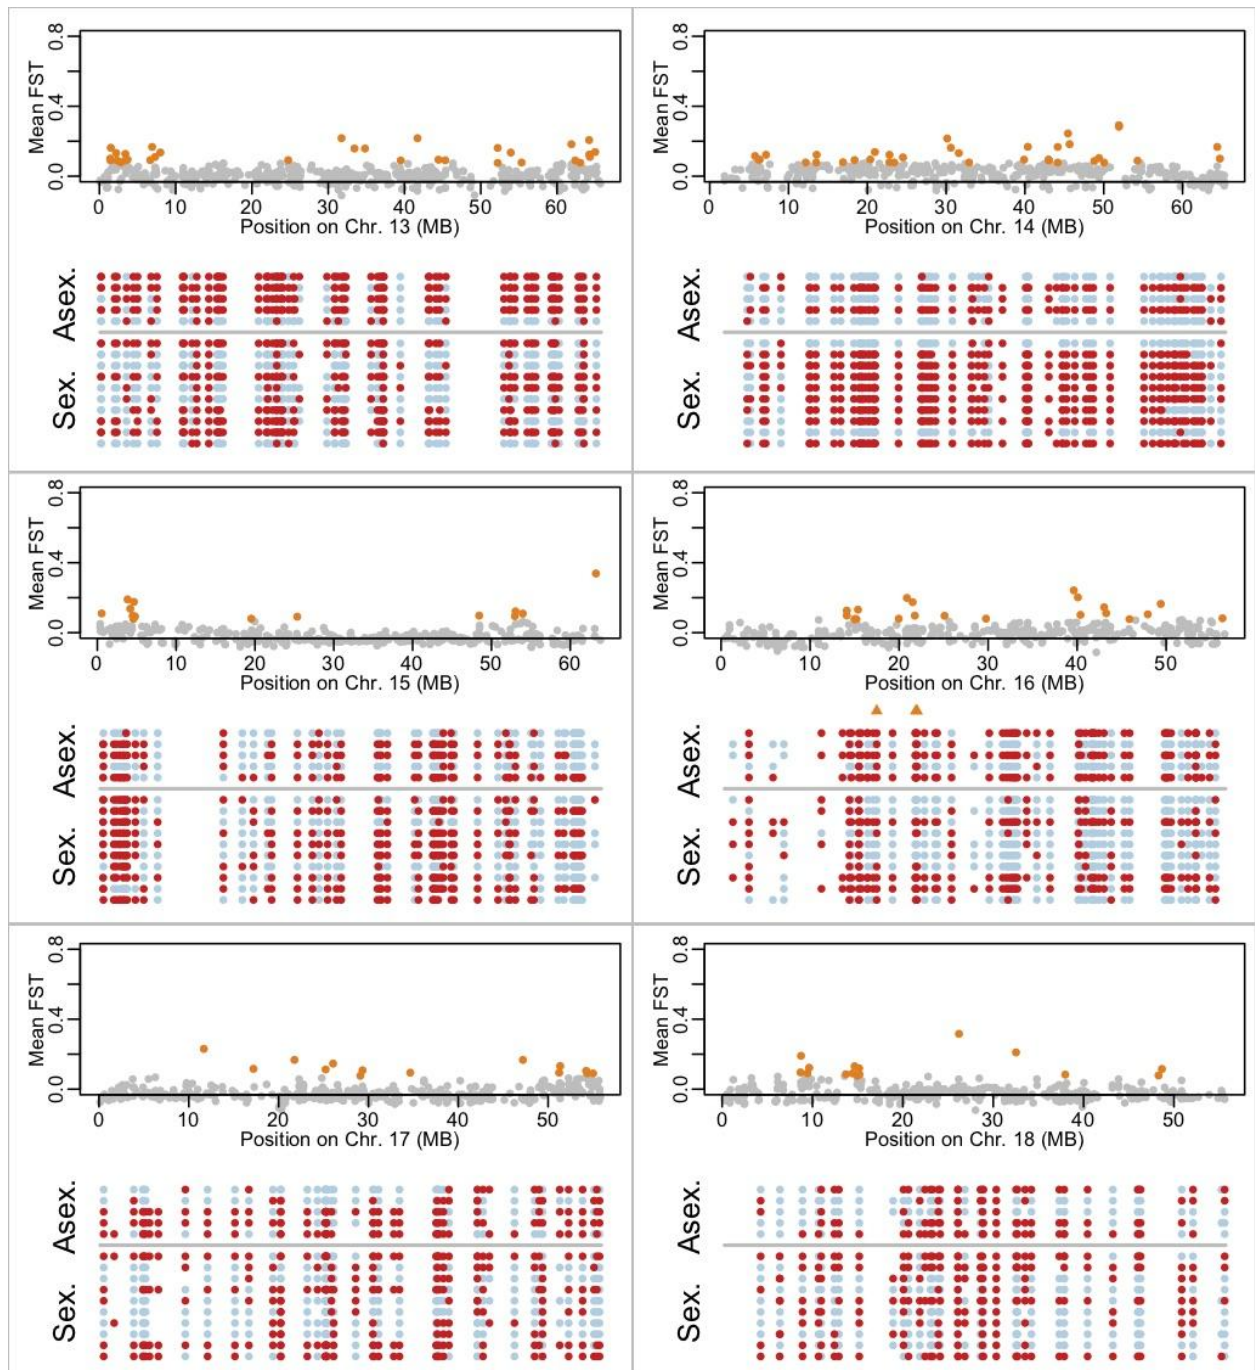 Mean FST
0.0 0.4 0.8
0 10 20 30 40 50 60
Position on Chr. 13 (MB)
Asex.
Sex.
Mean FST
0.0 0.4 0.8
0 10 20 30 40 50 60
Position on Chr. 14 (MB)
Asex.
Sex.
Mean FST
0.0 0.4 0.8
0 10 20 30 40 50 60
Position on Chr. 15 (MB)
Asex.
Sex.
Mean FST
0.0 0.4 0.8
0 10 20 30 40 50
Position on Chr. 16 (MB)
Asex.
Sex.
Mean FST
0.0 0.4 0.8
0 10 20 30 40 50
Position on Chr. 17 (MB)
Asex.
Sex.
Mean FST
0.0 0.4 0.8
0 10 20 30 40 50
Position on Chr. 18 (MB)
Asex.
Sex.